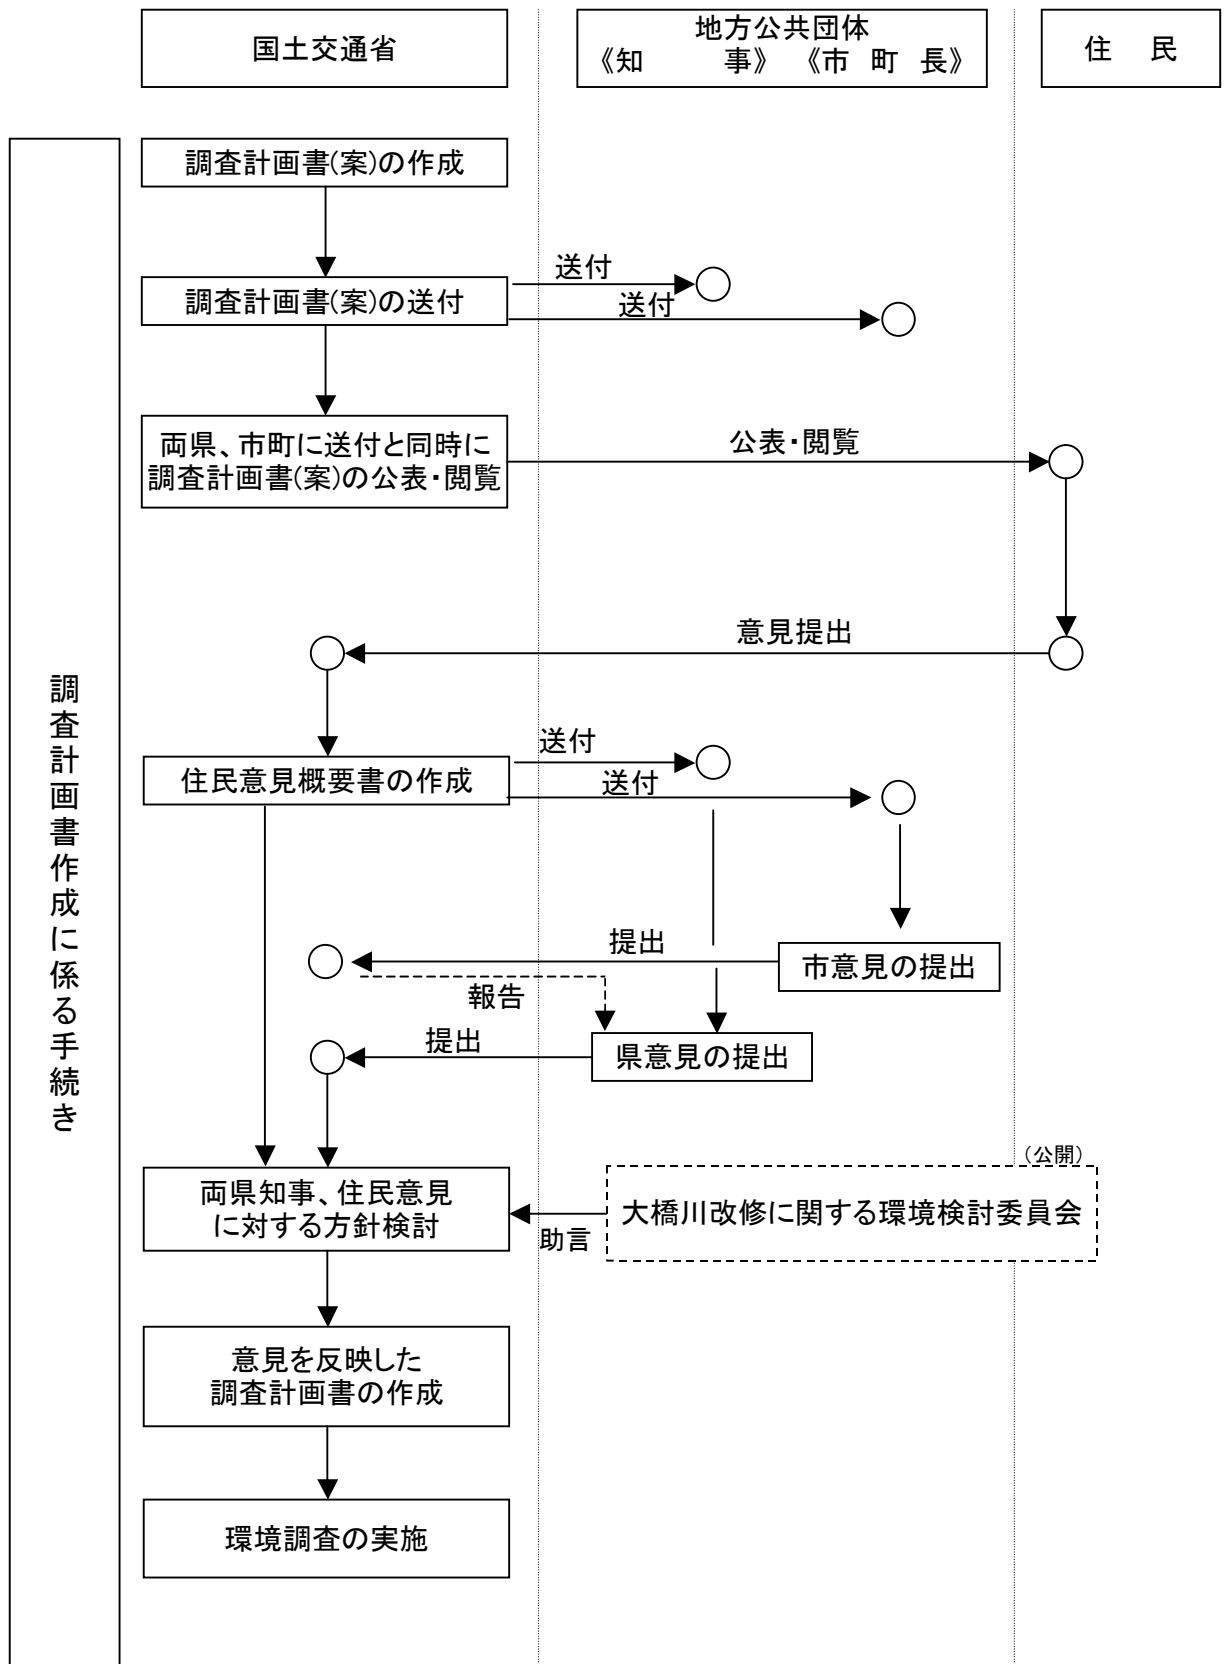 国土交通省
地方公共団体
《知　　事》 《市 町 長》
住　民
調査計画書作成に係る手続き
調査計画書(案)の作成
調査計画書(案)の送付
送付
送付
両県、市町に送付と同時に
調査計画書(案)の公表・閲覧
公表・閲覧
意見提出
住民意見概要書の作成
送付
送付
提出
市意見の提出
報告
提出
県意見の提出
両県知事、住民意見
に対する方針検討
助言
(公開)
大橋川改修に関する環境検討委員会
意見を反映した
調査計画書の作成
環境調査の実施